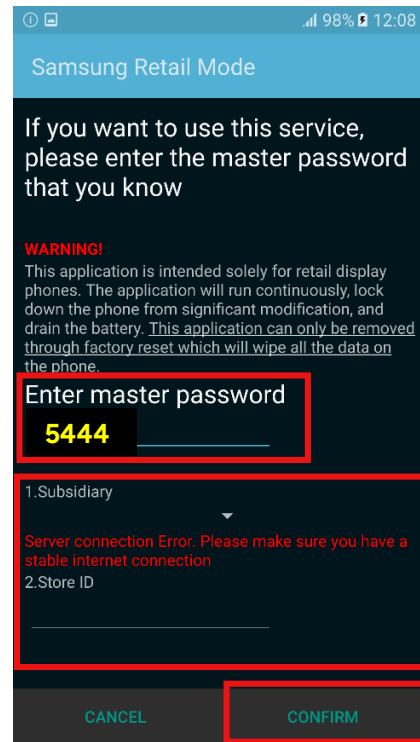 98% 12:08
Samsung Retail Mode
If you want to use this service,
please enter the master password
that you know
WARNING!
This application is intended solely for retail display
phones. The application will run continuously, lock
down the phone from significant modification, and
drain the battery. This application can only be removed
through factory reset which will wipe all the data on
the phone.
Enter master password
5444
1.Subsidiary
Server connection Error. Please make sure you have a
stable internet connection
2.Store ID
CANCEL CONFIRM